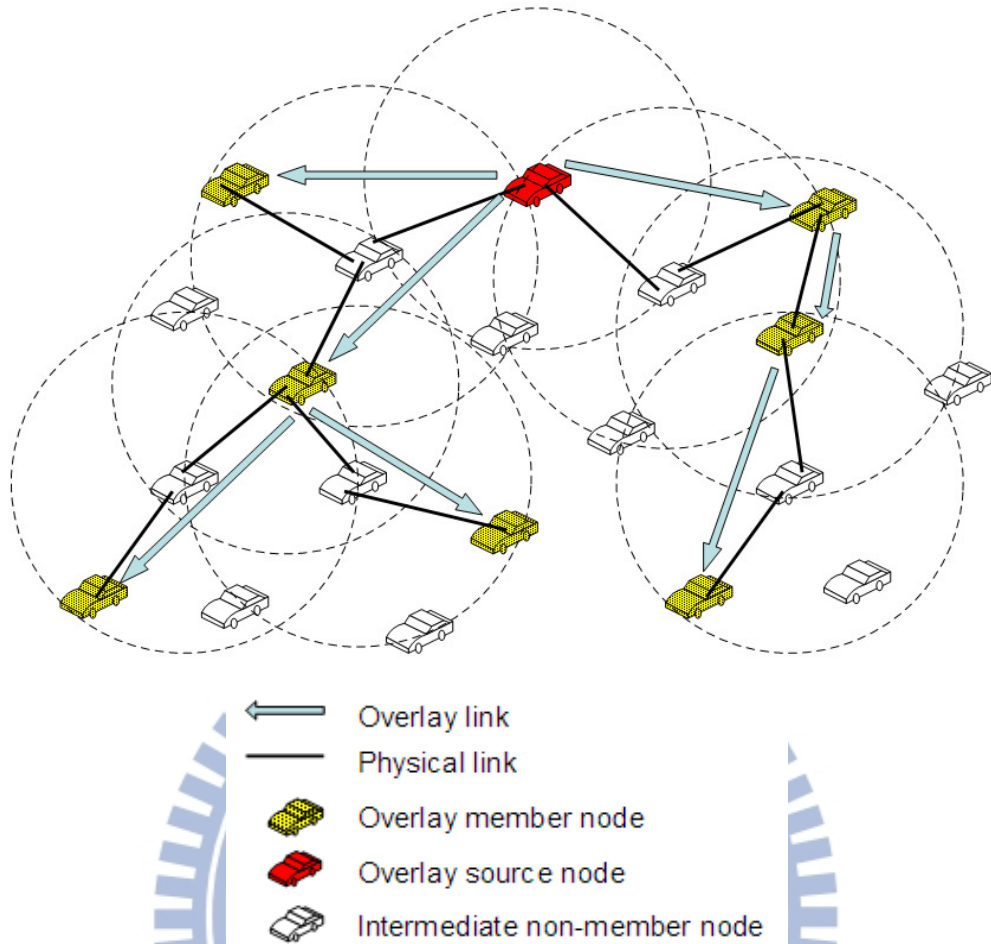 Overlay link
Physical link
Overlay member node
Overlay source node
Intermediate non-member node